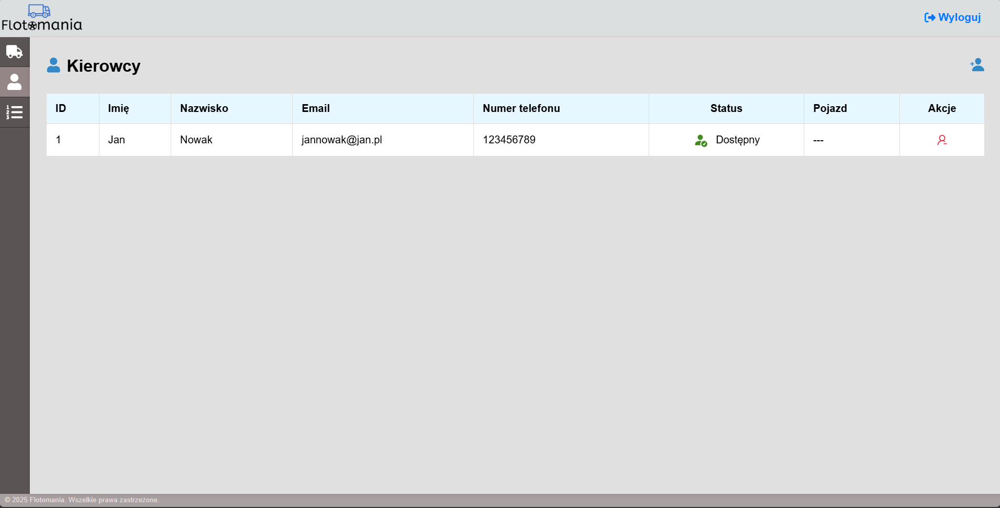 Flotomania
Wyloguj
Kierowcy
ID Imię Nazwisko Email Numer telefonu Status Pojazd Akcje
1 Jan Nowak jannowak@jan.pl 123456789 Dostępny ---
© 2025 Flotomania. Wszelkie prawa zastrzeżone.